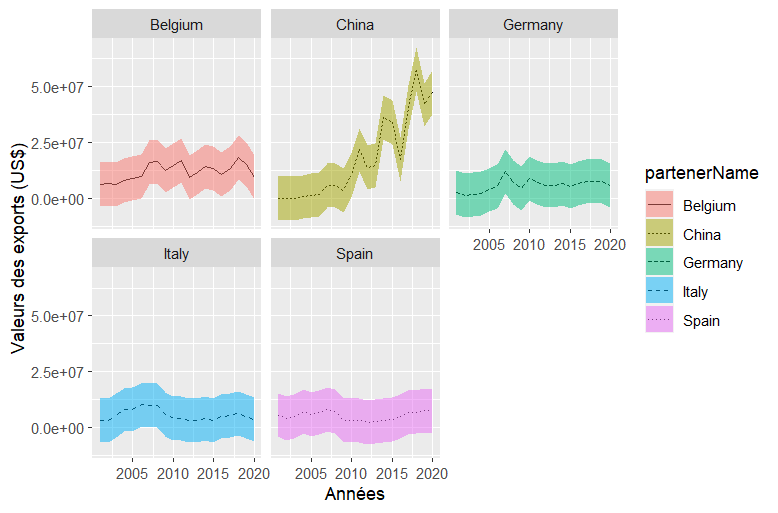 Belgium
China
Germany
5.0e+07
2.5e+07
0.0e+00
2005 2010 2015 2020
Italy
Spain
5.0e+07
2.5e+07
0.0e+00
2005 2010 2015 2020
2005 2010 2015 2020
Années
Valeurs des exports (US$)
partenerName
Belgium
China
Germany
Italy
Spain